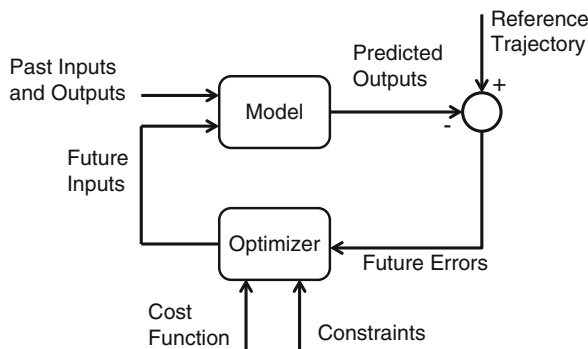 Reference
Trajectory
Predicted
Outputs
Past Inputs
and Outputs
+
Model
-
Future
Inputs
Optimizer
Future Errors
Cost
Function
Constraints